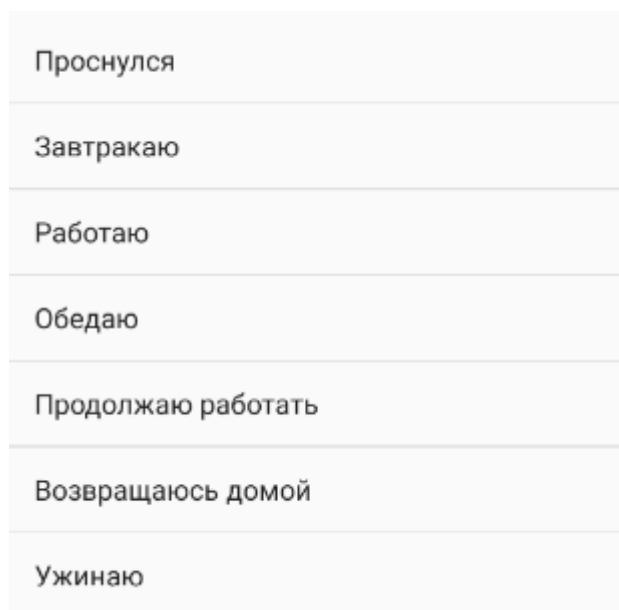 Проснулся
Завтракаю
Работаю
Обедаю
Продолжаю работать
Возвращаюсь домой
Ужинаю